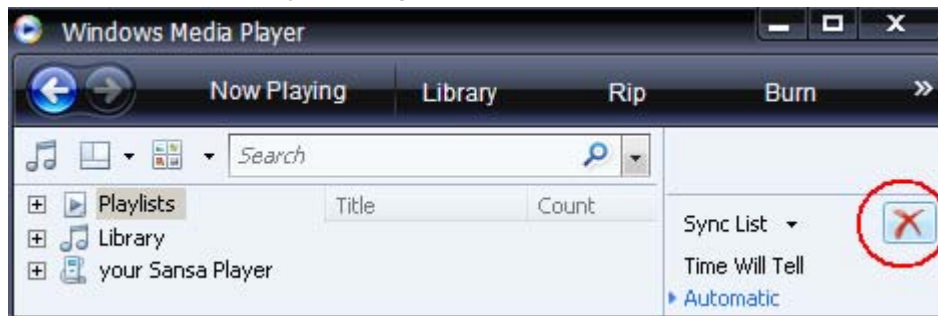 Windows Media Player
Now Playing Library Rip Burn »
Search
Playlists Title Count
Library
your Sansa Player
Sync List
Time Will Tell
Automatic